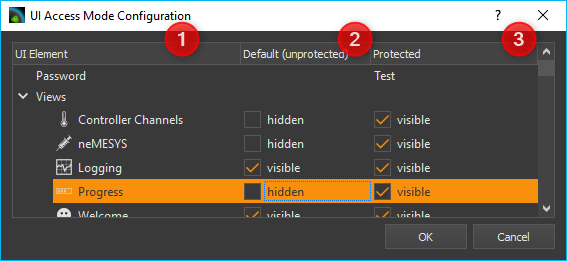 UI Access Mode Configuration ? ×
1 2 3
UI Element Default (unprotected) Protected
Password Test
Views
Controller Channels hidden visible
neMESYS hidden visible
Logging visible visible
Progress hidden visible
Welcome visible visible
OK Cancel